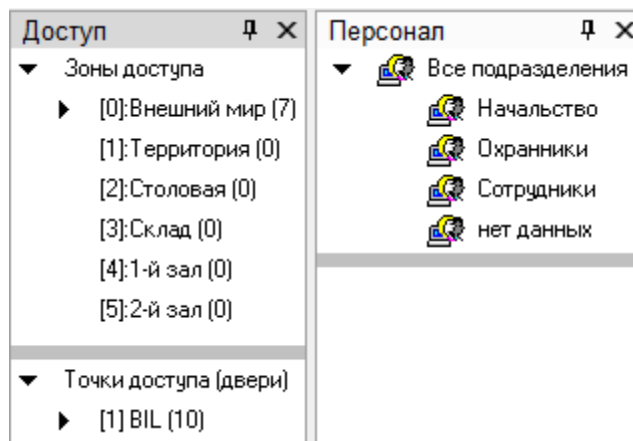 Доступ
Зоны доступа
[0]:Внешний мир (7)
[1]:Территория (0)
[2]:Столовая (0)
[3]:Склад (0)
[4]:1-й зал (0)
[5]:2-й зал (0)
Точки доступа (двери)
[1] BIL (10)
Персонал
Все подразделения
Начальство
Охранники
Сотрудники
нет данных